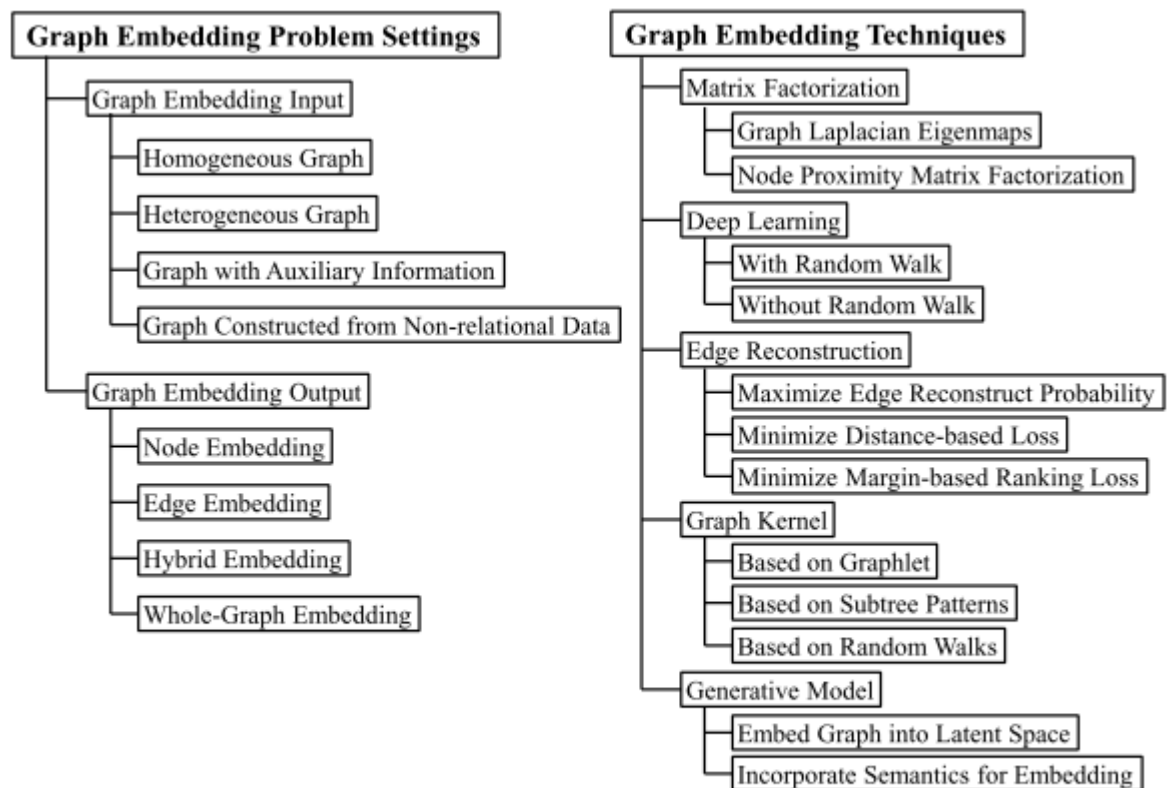 Graph Embedding Problem Settings
Graph Embedding Input
Homogeneous Graph
Heterogeneous Graph
Graph with Auxiliary Information
Graph Constructed from Non-relational Data
Graph Embedding Output
Node Embedding
Edge Embedding
Hybrid Embedding
Whole-Graph Embedding
Graph Embedding Techniques
Matrix Factorization
Graph Laplacian Eigenmaps
Node Proximity Matrix Factorization
Deep Learning
With Random Walk
Without Random Walk
Edge Reconstruction
Maximize Edge Reconstruct Probability
Minimize Distance-based Loss
Minimize Margin-based Ranking Loss
Graph Kernel
Based on Graphlet
Based on Subtree Patterns
Based on Random Walks
Generative Model
Embed Graph into Latent Space
Incorporate Semantics for Embedding